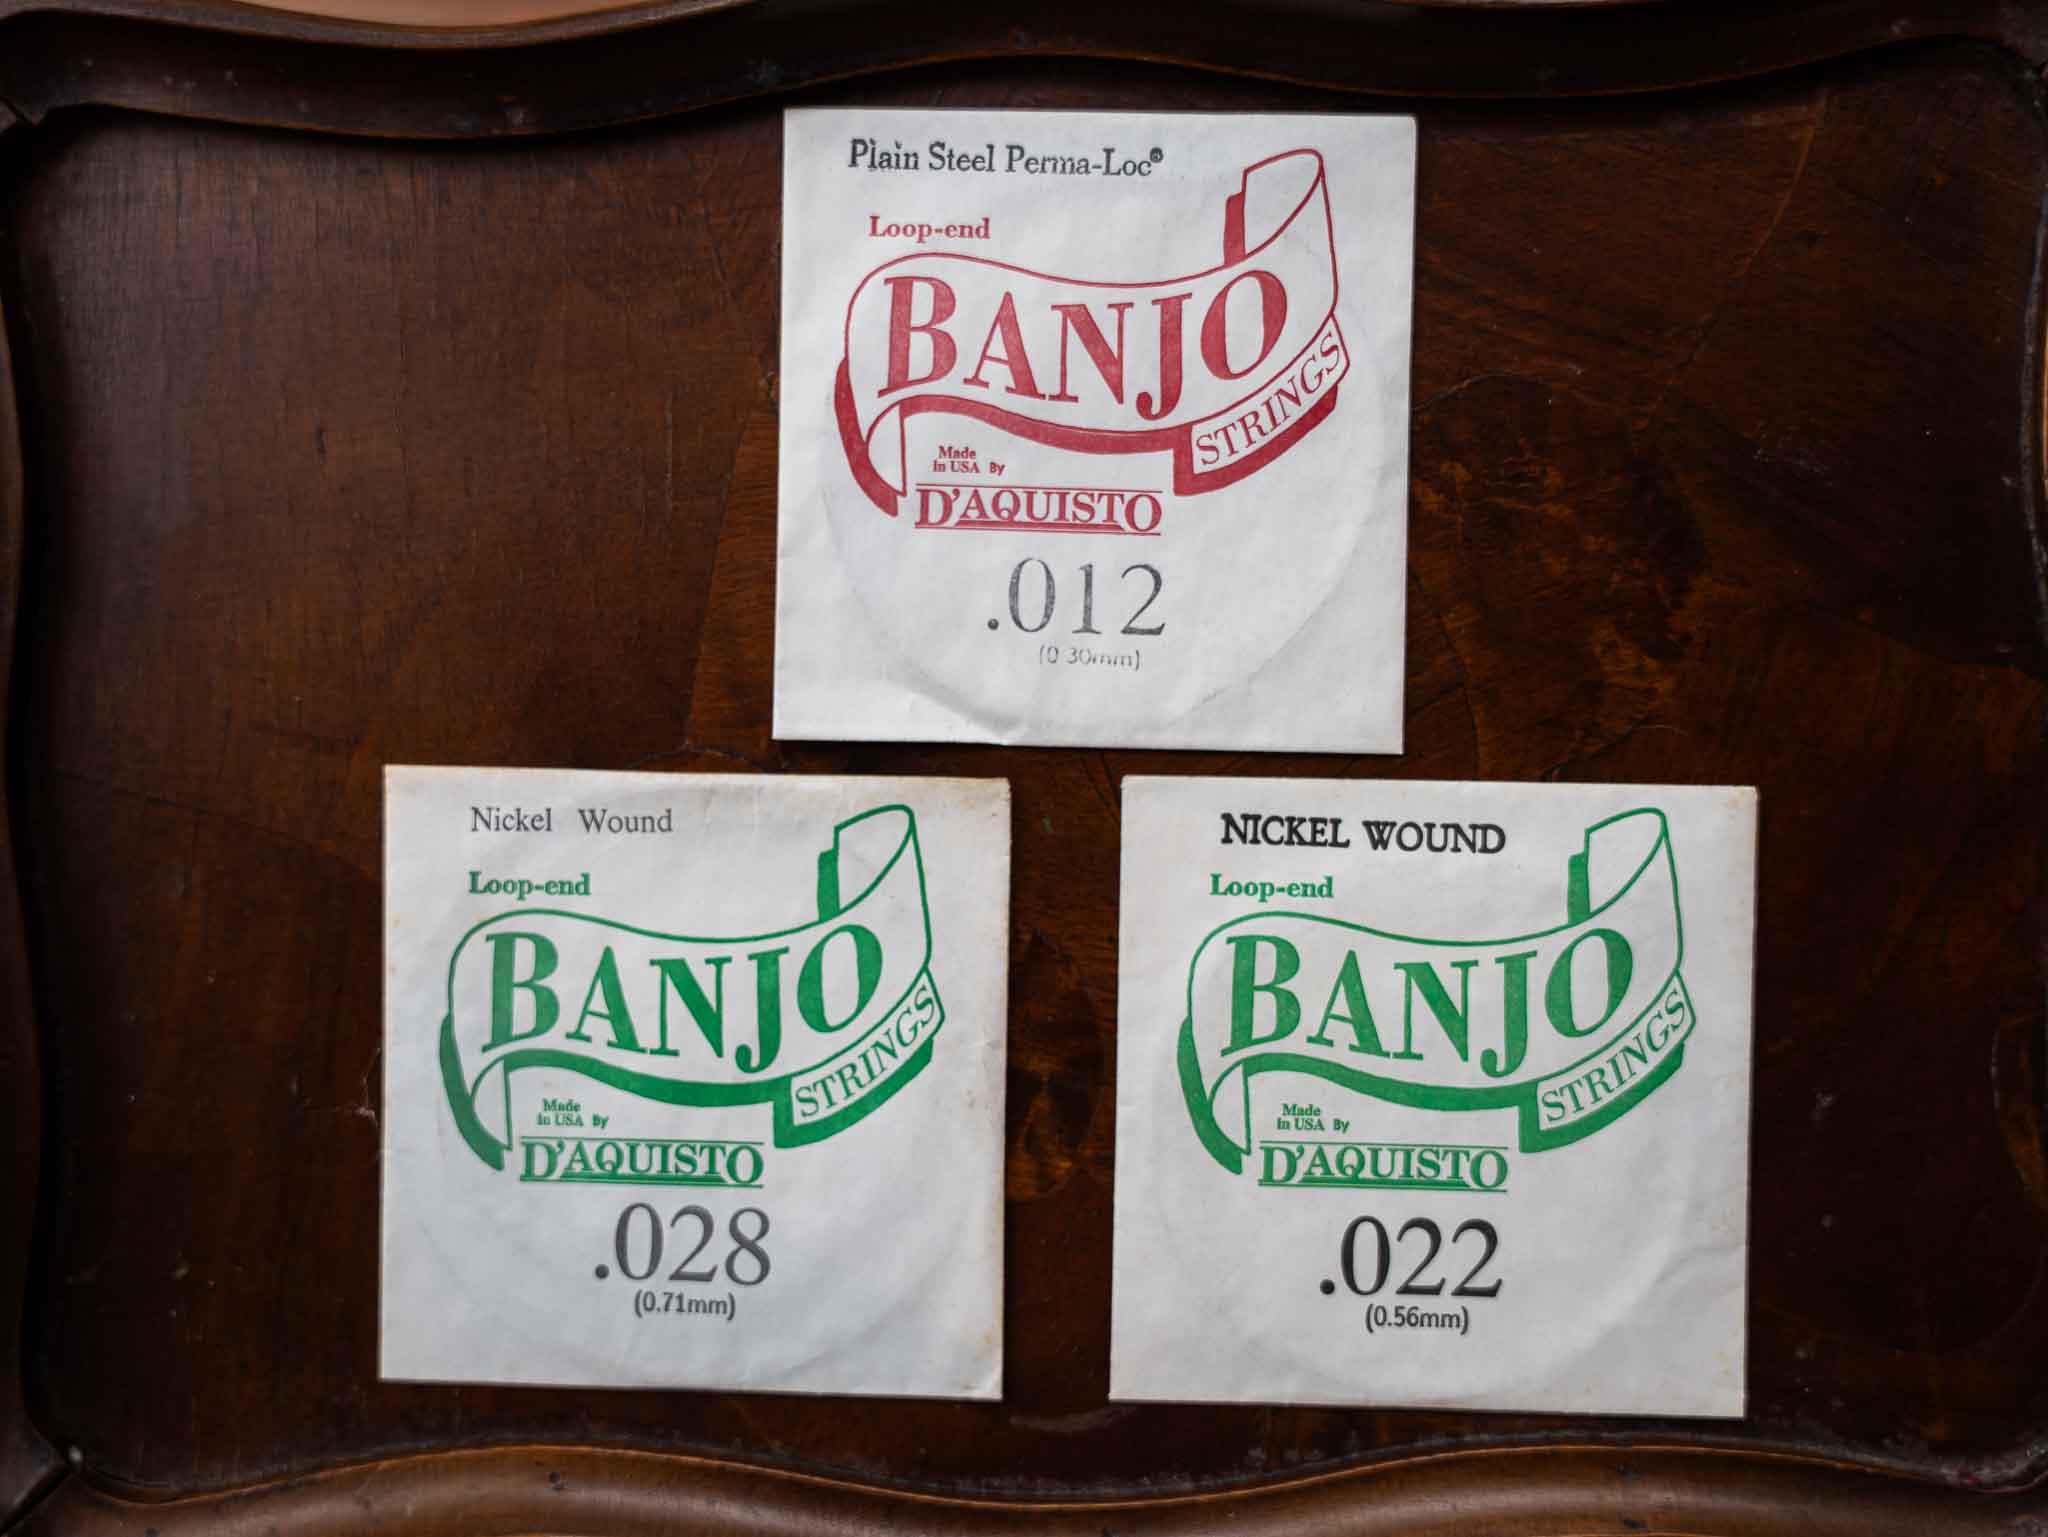 Plain Steel Perma-Loc®
Loop-end
BANJO
STRINGS
Made
In USA By
D'AQUISTO
.012
(0.30mm)
Nickel Wound
Loop-end
BANJO
STRINGS
Made
In USA By
D'AQUISTO
.028
(0.71mm)
NICKEL WOUND
Loop-end
BANJO
STRINGS
Made
In USA By
D'AQUISTO
.022
(0.56mm)